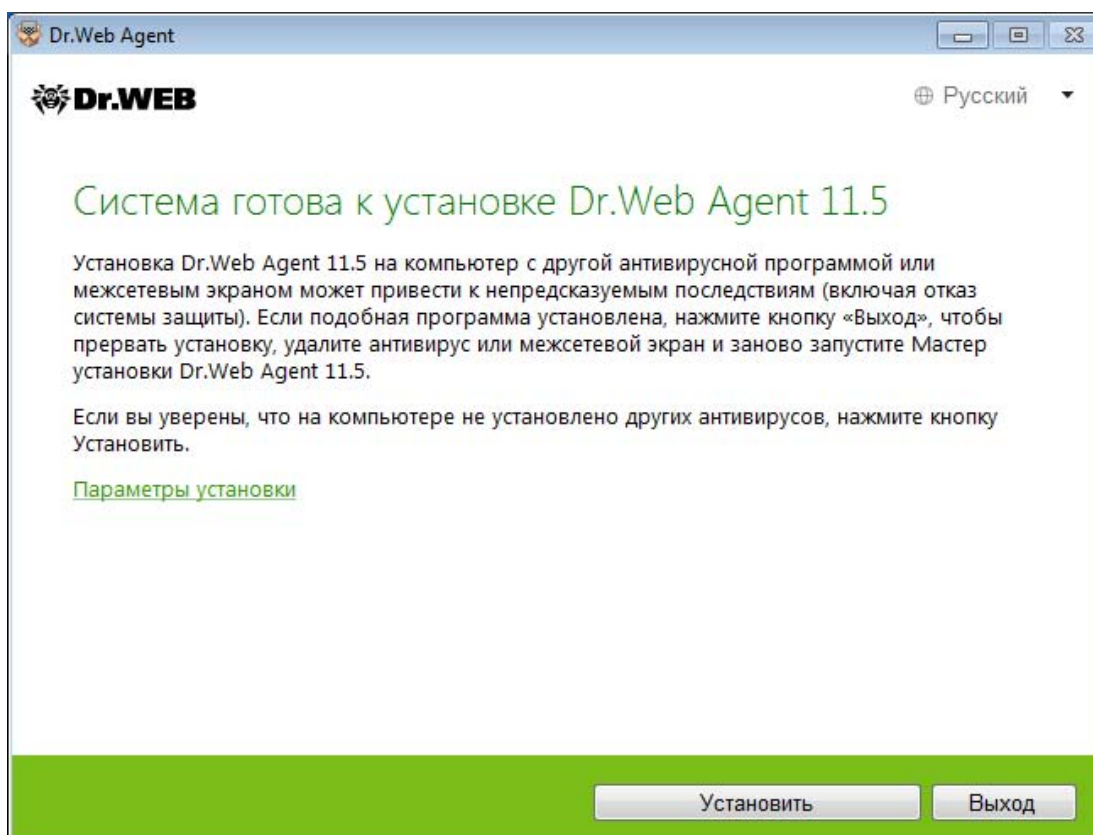 Dr.Web Agent
Dr.WEB
Русский
Система готова к установке Dr.Web Agent 11.5
Установка Dr.Web Agent 11.5 на компьютер с другой антивирусной программой или
межсетевым экраном может привести к непредсказуемым последствиям (включая отказ
системы защиты). Если подобная программа установлена, нажмите кнопку «Выход», чтобы
прервать установку, удалите антивирус или межсетевой экран и заново запустите Мастер
установки Dr.Web Agent 11.5.
Если вы уверены, что на компьютере не установлено других антивирусов, нажмите кнопку
Установить.
Параметры установки
Установить
Выход